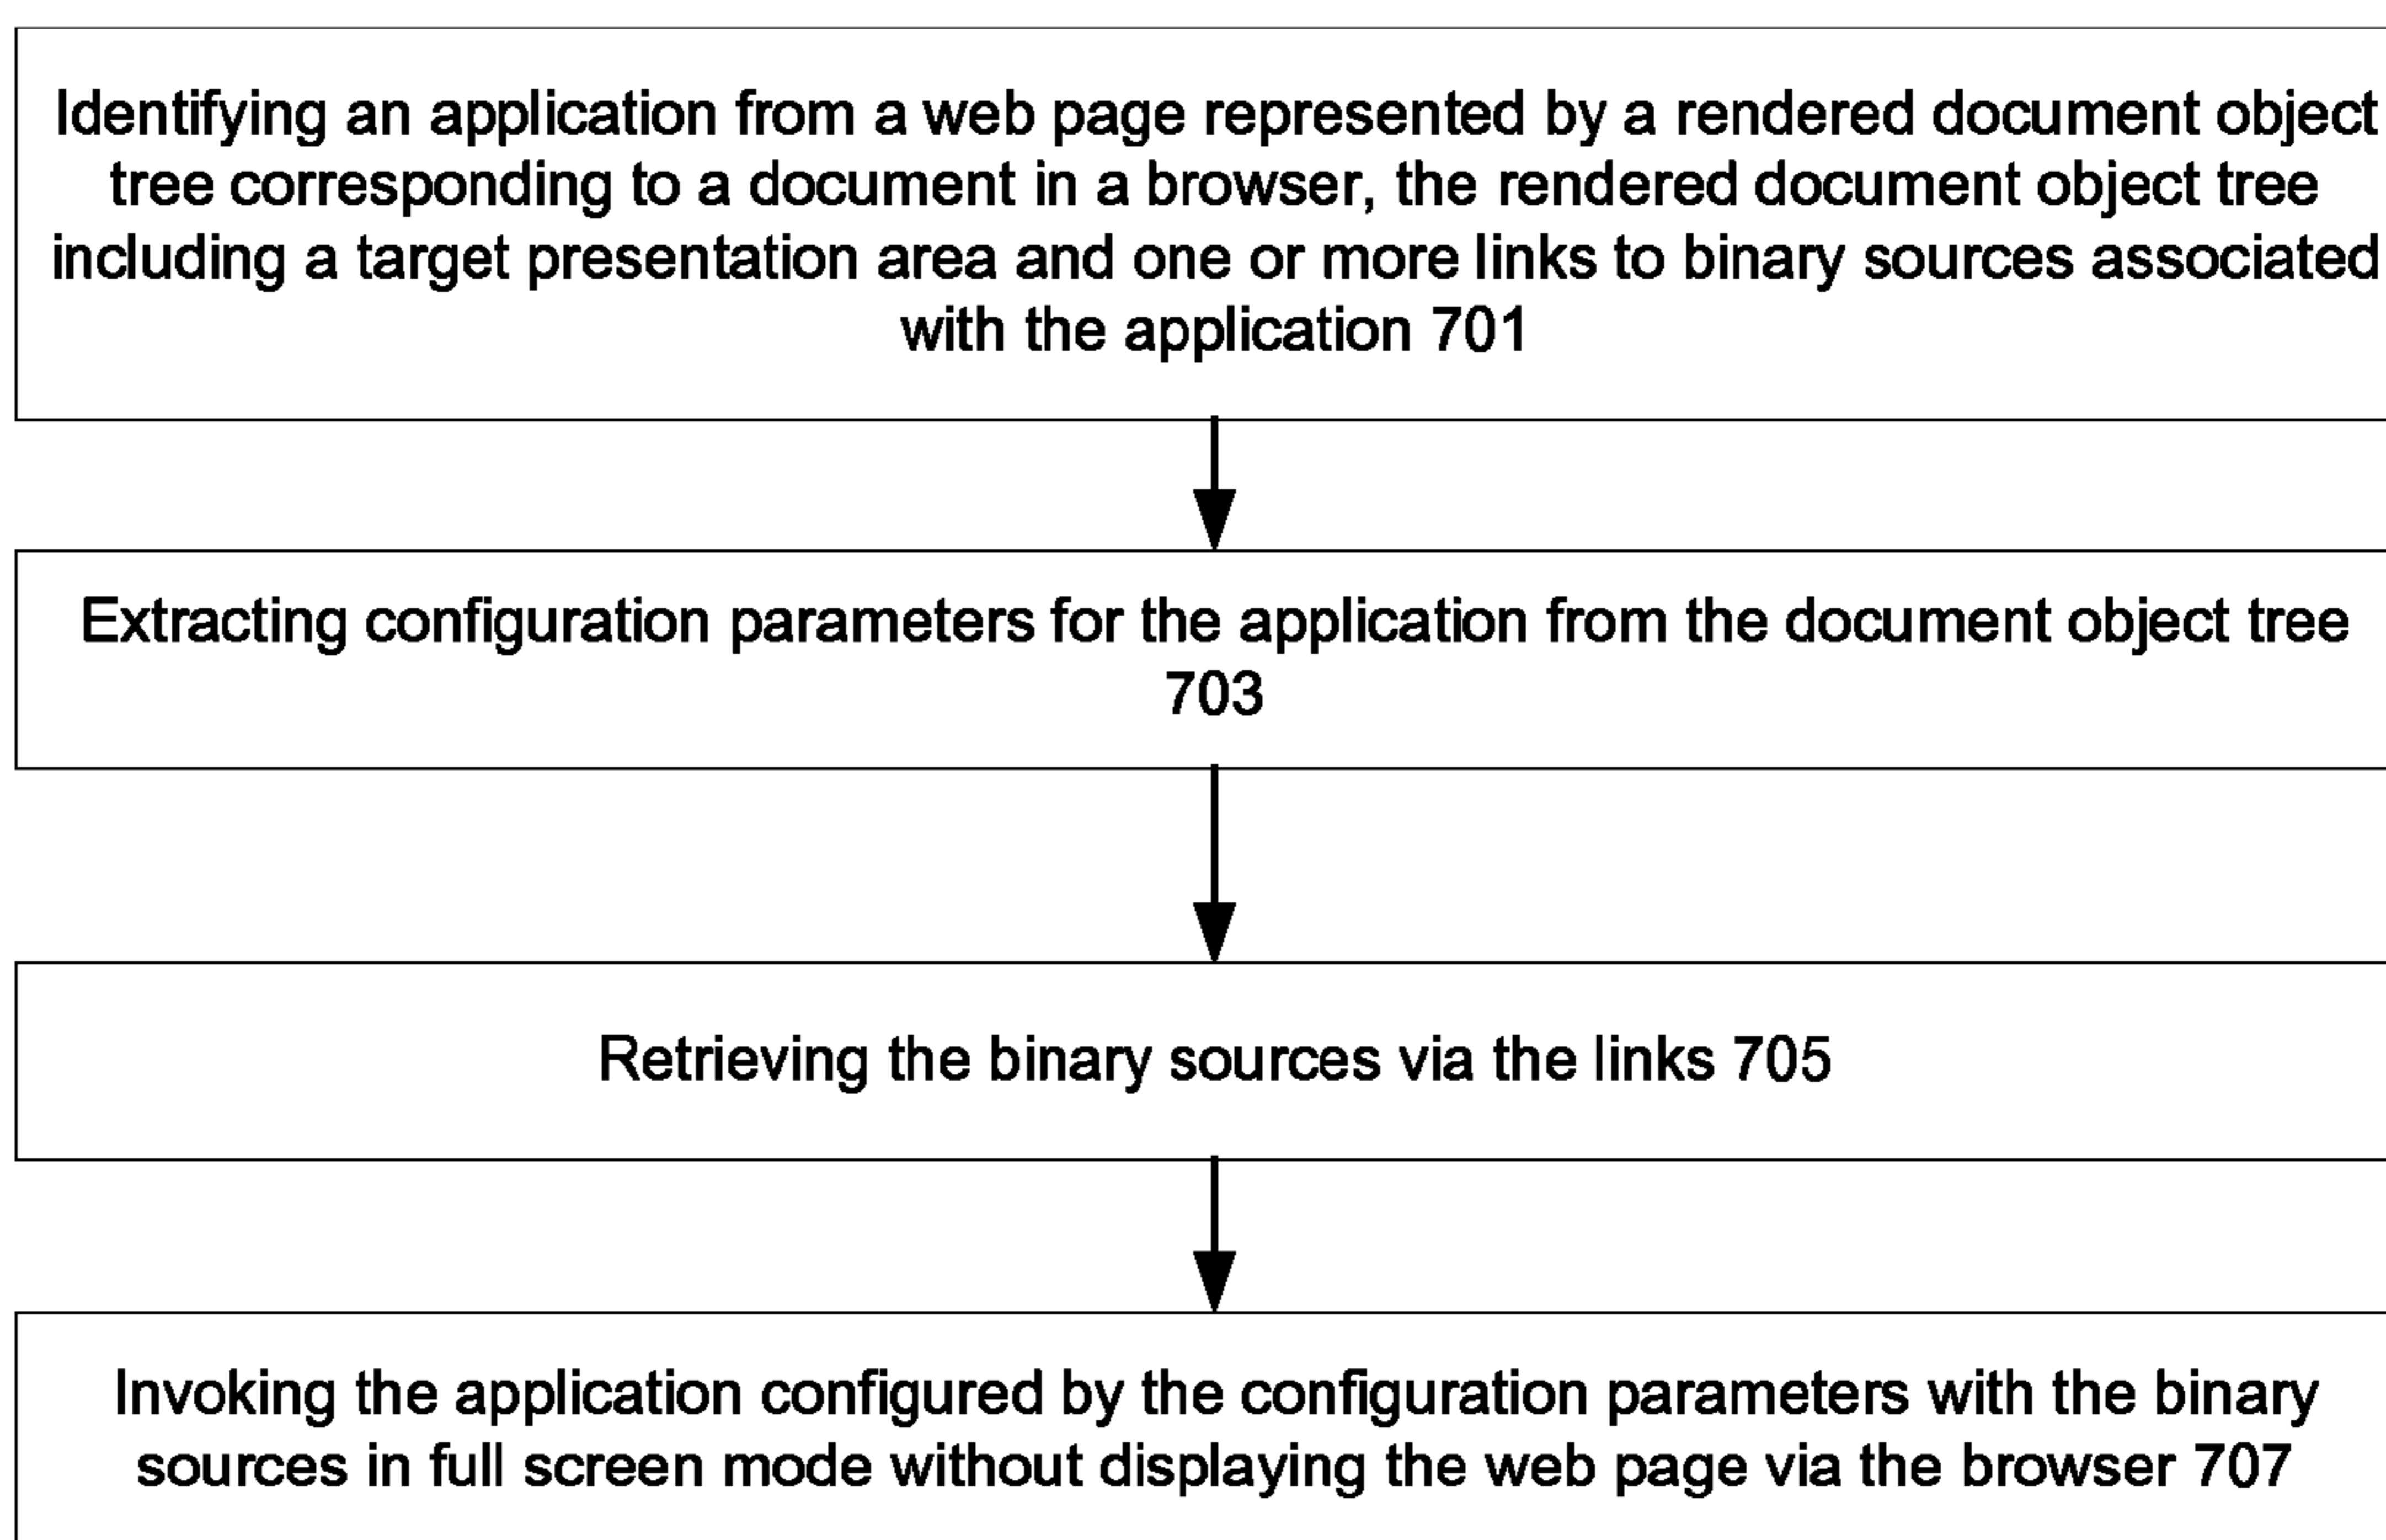 Identifying an application from a web page represented by a rendered document object
tree corresponding to a document in a browser, the rendered document object tree
including a target presentation area and one or more links to binary sources associated
with the application 701
Extracting configuration parameters for the application from the document object tree
703
Retrieving the binary sources via the links 705
Invoking the application configured by the configuration parameters with the binary
sources in full screen mode without displaying the web page via the browser 707